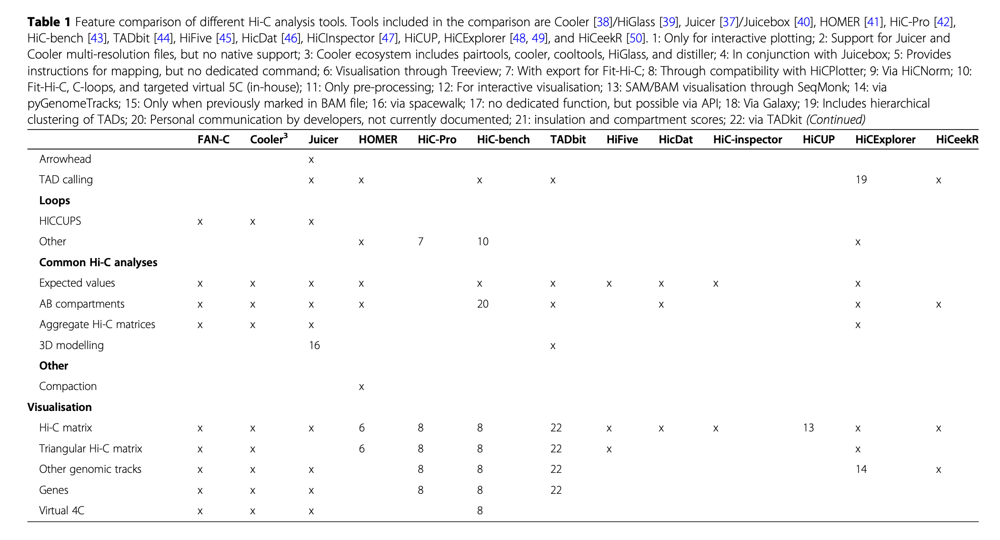 Table 1 Feature comparison of different Hi-C analysis tools. Tools included in the comparison are Cooler [38]/HiGlass [39], Juicer [37]/Juicebox [40], HOMER [41], HiC-Pro [42],
HiC-bench [43], TADbit [44], HiFive [45], HicDat [46], HiCInspector [47], HiCUP, HiCExplorer [48, 49], and HiCeekR [50]. 1: Only for interactive plotting; 2: Support for Juicer and
Cooler multi-resolution files, but no native support; 3: Cooler ecosystem includes pairtools, cooler, cooltools, HiGlass, and distiller; 4: In conjunction with Juicebox; 5: Provides
instructions for mapping, but no dedicated command; 6: Visualisation through Treeview; 7: With export for Fit-Hi-C; 8: Through compatibility with HiCPlotter; 9: Via HiCNorm; 10:
Fit-Hi-C, C-loops, and targeted virtual 5C (in-house); 11: Only pre-processing; 12: For interactive visualisation; 13: SAM/BAM visualisation through SeqMonk; 14: via
pyGenomeTracks; 15: Only when previously marked in BAM file; 16: via spacewalk; 17: no dedicated function, but possible via API; 18: Via Galaxy; 19: Includes hierarchical
clustering of TADs; 20: Personal communication by developers, not currently documented; 21: insulation and compartment scores; 22: via TADkit (Continued)
FAN-C Cooler3 Juicer HOMER HiC-Pro HiC-bench TADbit HiFive HicDat HiC-inspector HiCUP HiCExplorer HiCeekR
Arrowhead x
TAD calling x x x x 19 x
Loops
HICCUPS x x x
Other x 7 10 x
Common Hi-C analyses
Expected values x x x x x x x x x x
AB compartments x x x x 20 x x x x
Aggregate Hi-C matrices x x x x
3D modelling 16 x
Other
Compaction x
Visualisation
Hi-C matrix x x x 6 8 8 22 x x x 13 x x
Triangular Hi-C matrix x x 6 8 8 22 x x
Other genomic tracks x x x 8 8 22 14 x
Genes x x x 8 8 22
Virtual 4C x x x 8